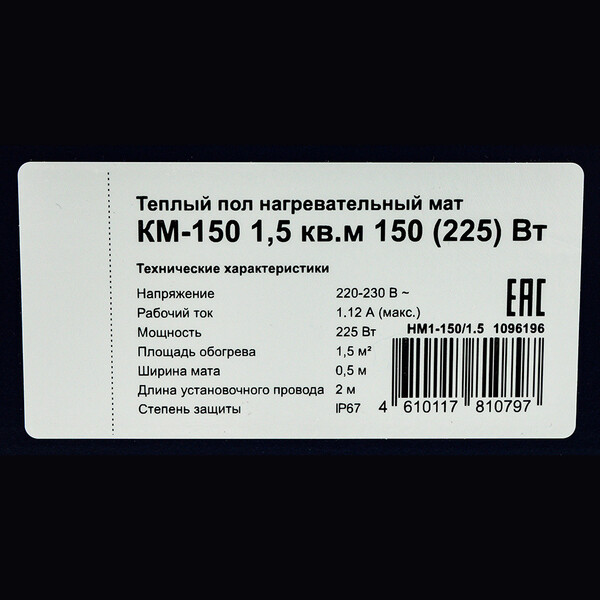 Теплый пол нагревательный мат
КМ-150 1,5 кв.м 150 (225) Вт
Технические характеристики
Напряжение 220-230 В ~
Рабочий ток 1.12 А (макс.)
Мощность 225 Вт
Площадь обогрева 1,5 м²
Ширина мата 0,5 м
Длина установочного провода 2 м
Степень защиты IP67
EAC
НМ1-150/1.5 1096196
4 610117 810797